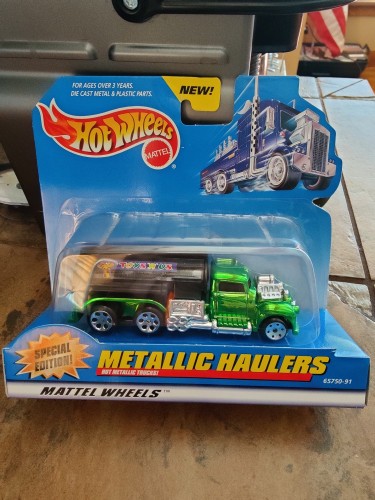 FOR AGES OVER 3 YEARS.
DIE CAST METAL & PLASTIC PARTS.
NEW!
Hot Wheels
MATTEL
SPECIAL
EDITION!
METALLIC HAULERS
HOT METALLIC TRUCKS!
65750-91
MATTEL WHEELS™